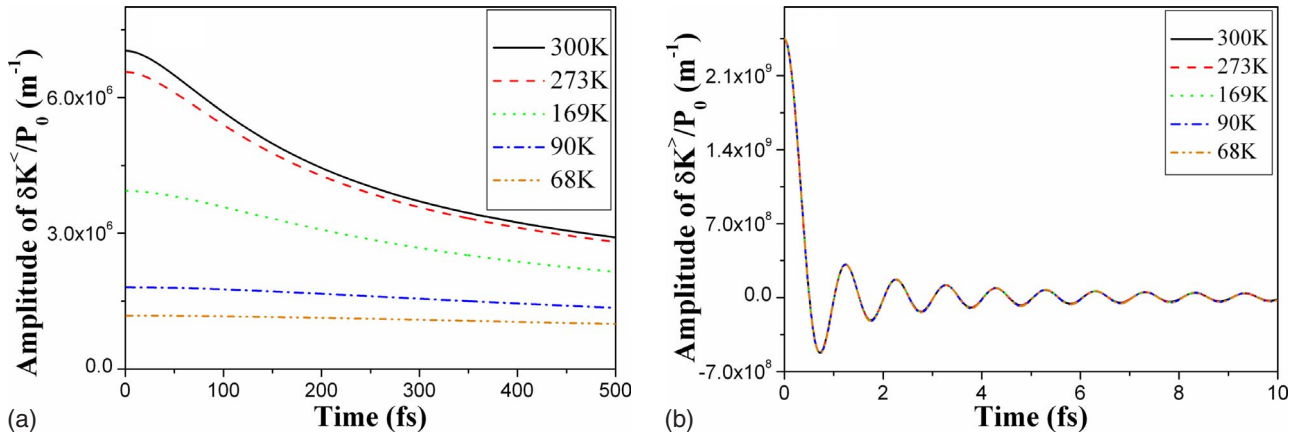 Amplitude of δK^</P_0 (m^-1)
6.0x10^6
3.0x10^6
0.0
0 100 200 300 400 500
Time (fs)
300K
273K
169K
90K
68K
(a)
Amplitude of δK^>/P_0 (m^-1)
2.1x10^9
1.4x10^9
7.0x10^8
0.0
-7.0x10^8
0 2 4 6 8 10
Time (fs)
300K
273K
169K
90K
68K
(b)